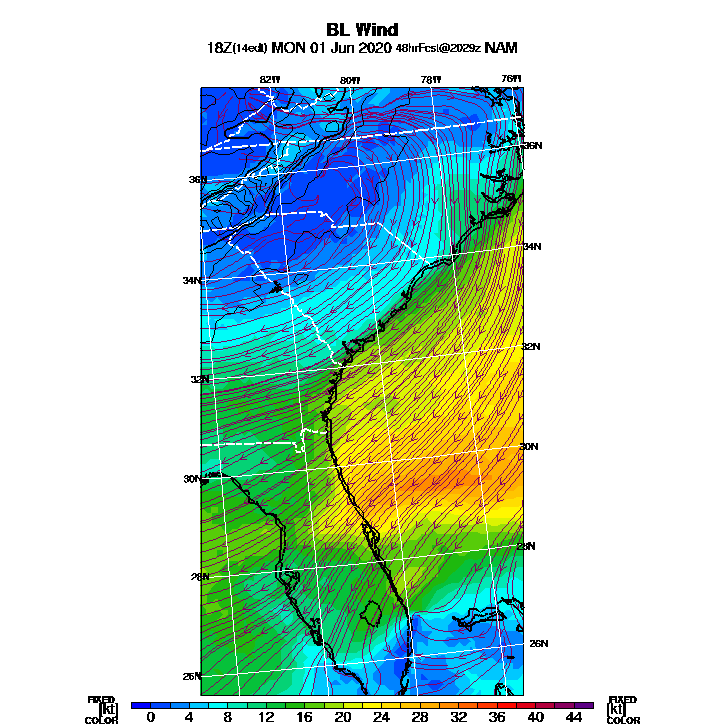 BL Wind
18Z(14edt) MON 01 Jun 2020 48hrFcst@2029z NAM
82W 80W 78W 76W
36N 36N
34N 34N
32N 32N
30N 30N
28N 28N
26N 26N
FIXED FIXED
[kt] 0 4 8 12 16 20 24 28 32 36 40 44 [kt]
COLOR COLOR